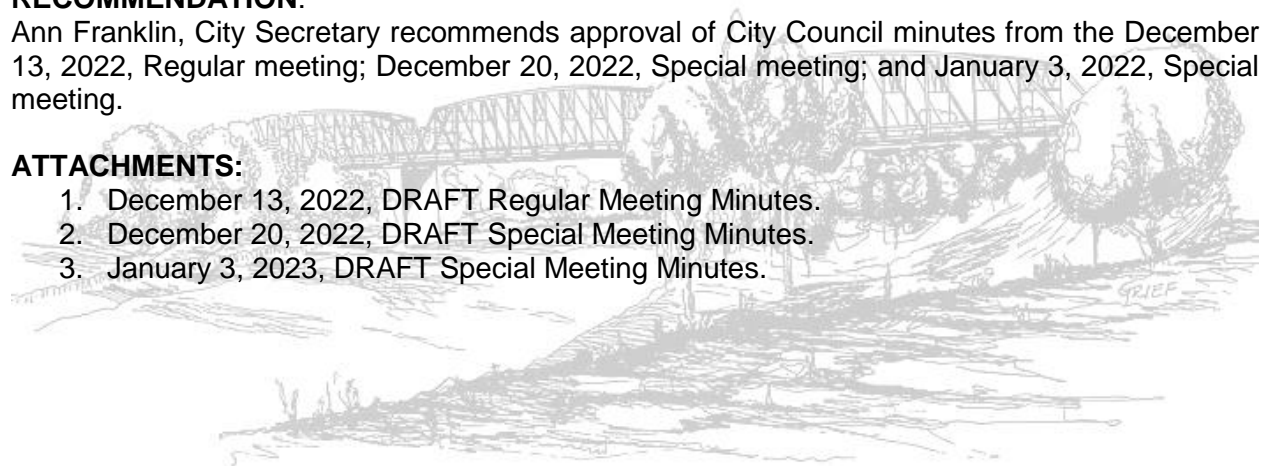 RECOMMENDATION:
Ann Franklin, City Secretary recommends approval of City Council minutes from the December
13, 2022, Regular meeting; December 20, 2022, Special meeting; and January 3, 2022, Special
meeting.
ATTACHMENTS:
1. December 13, 2022, DRAFT Regular Meeting Minutes.
2. December 20, 2022, DRAFT Special Meeting Minutes.
3. January 3, 2023, DRAFT Special Meeting Minutes.
GRIEF